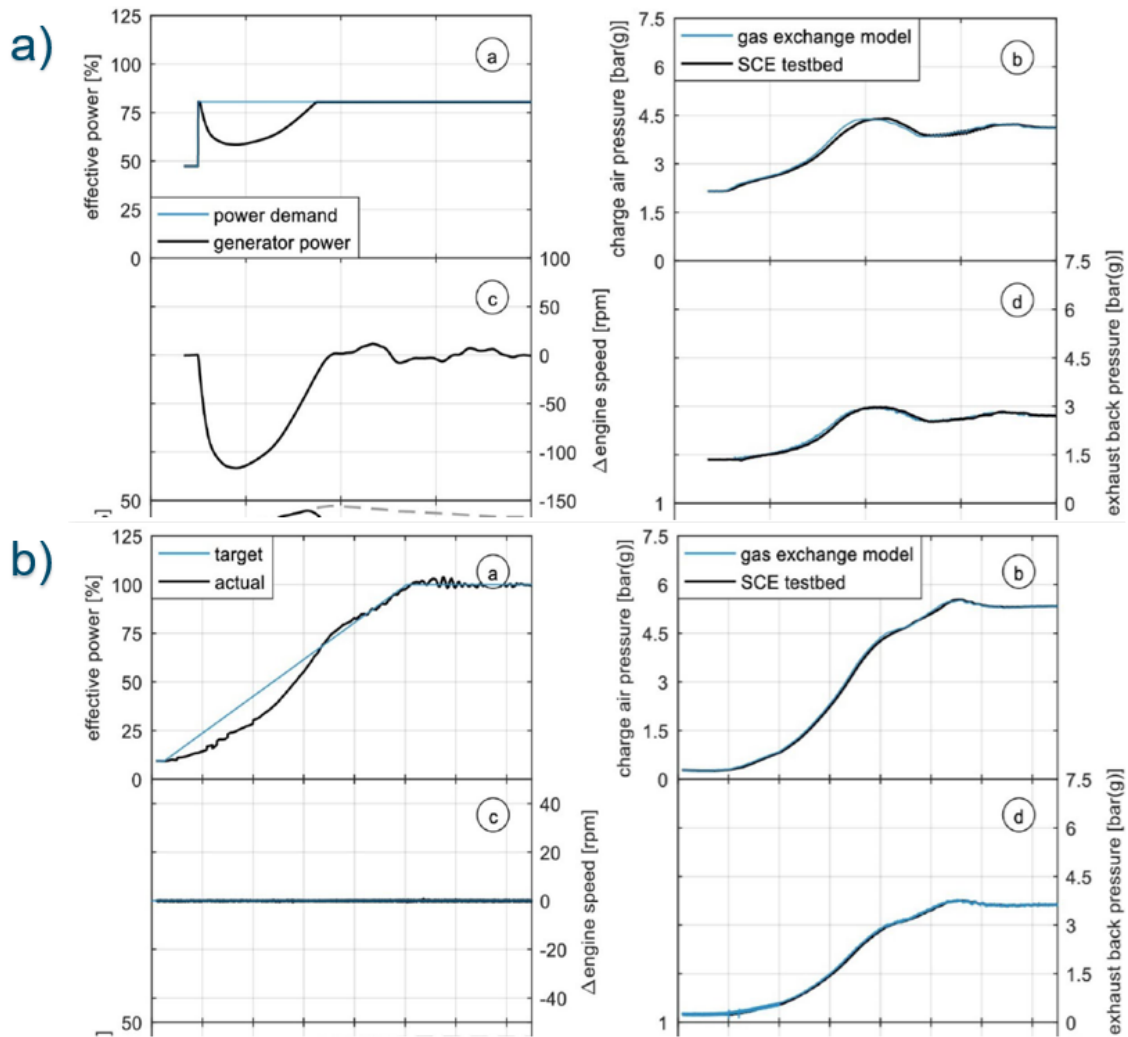 a)
125
100
75
50
25
0
effective power [%]
a
power demand
generator power
7.5
6
4.5
3
1.5
0
charge air pressure [bar(g)]
gas exchange model
SCE testbed
b
100
50
0
-50
-100
-150
Δengine speed [rpm]
c
50
7.5
6
4.5
3
1.5
0
exhaust back pressure [bar(g)]
d
1
b)
125
100
75
50
25
0
effective power [%]
target
actual
a
7.5
6
4.5
3
1.5
0
charge air pressure [bar(g)]
gas exchange model
SCE testbed
b
40
20
0
-20
-40
Δengine speed [rpm]
c
50
7.5
6
4.5
3
1.5
0
exhaust back pressure [bar(g)]
d
1